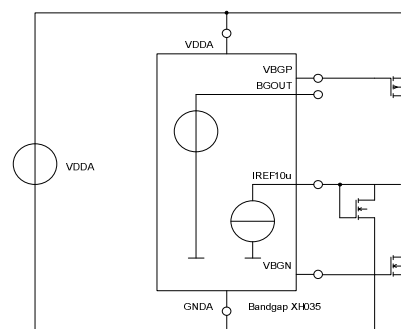 VDDA
VBGP
BGOUT
VDDA
IREF10u
VBGN
GNDA
Bandgap XH035